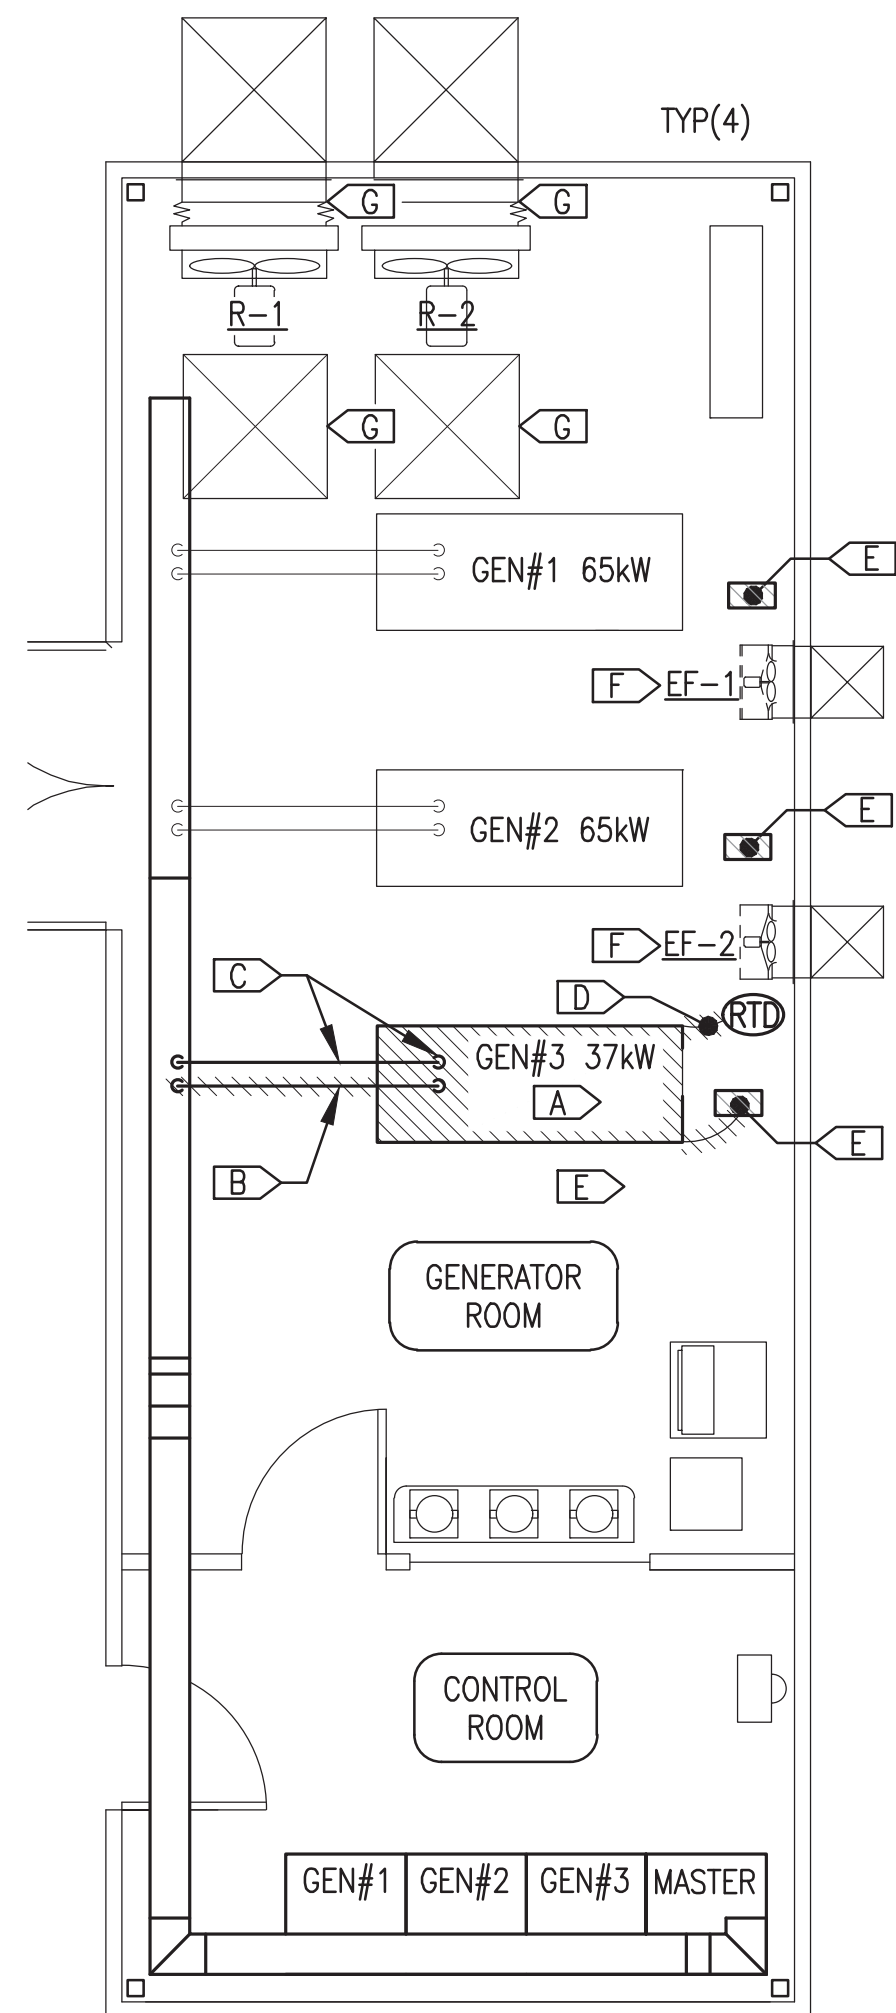 TYP(4)
G
G
R-1
R-2
G
G
GEN#1 65kW
E
F
EF-1
E
GEN#2 65kW
F
EF-2
C
D
RTD
GEN#3 37kW
A
E
B
E
GENERATOR
ROOM
CONTROL
ROOM
GEN#1
GEN#2
GEN#3
MASTER